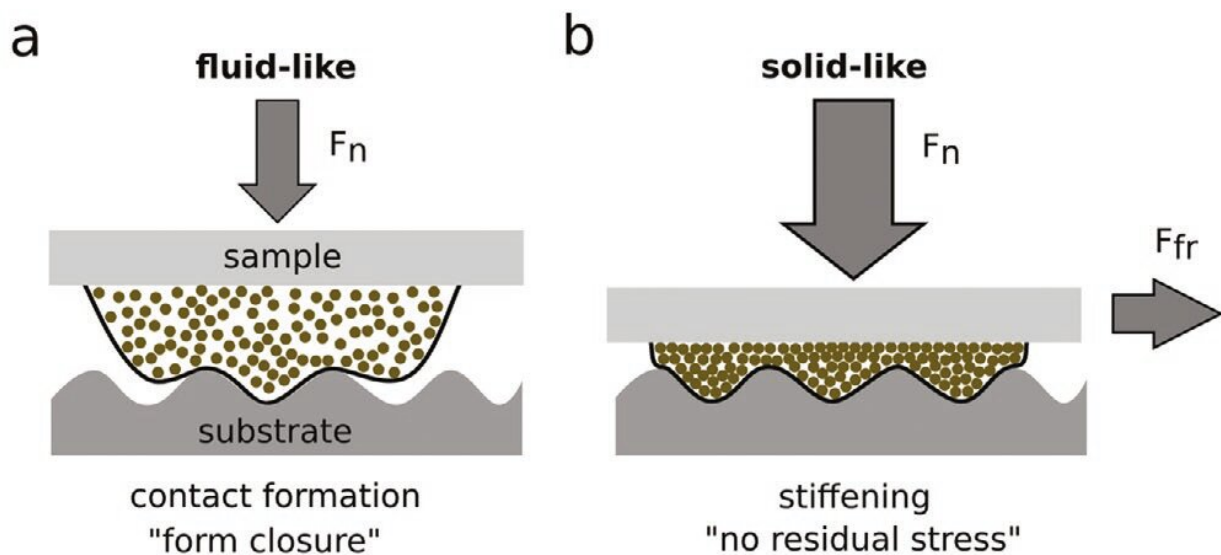 a
fluid-like
Fn
sample
substrate
contact formation
"form closure"
b
solid-like
Fn
Ffr
stiffening
"no residual stress"